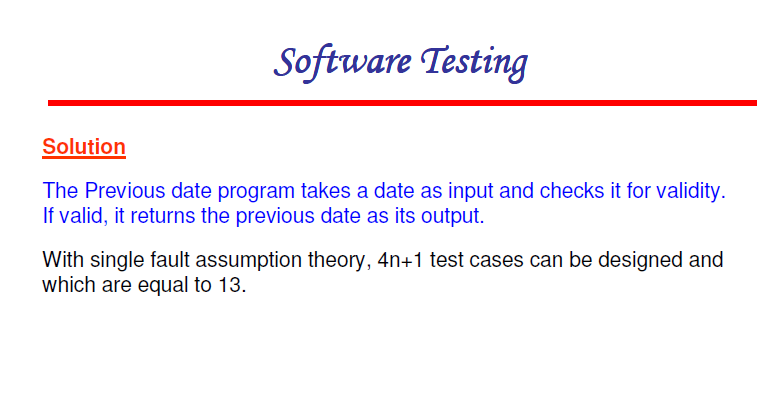 Software Testing
Solution
The Previous date program takes a date as input and checks it for validity.
If valid, it returns the previous date as its output.
With single fault assumption theory, 4n+1 test cases can be designed and
which are equal to 13.